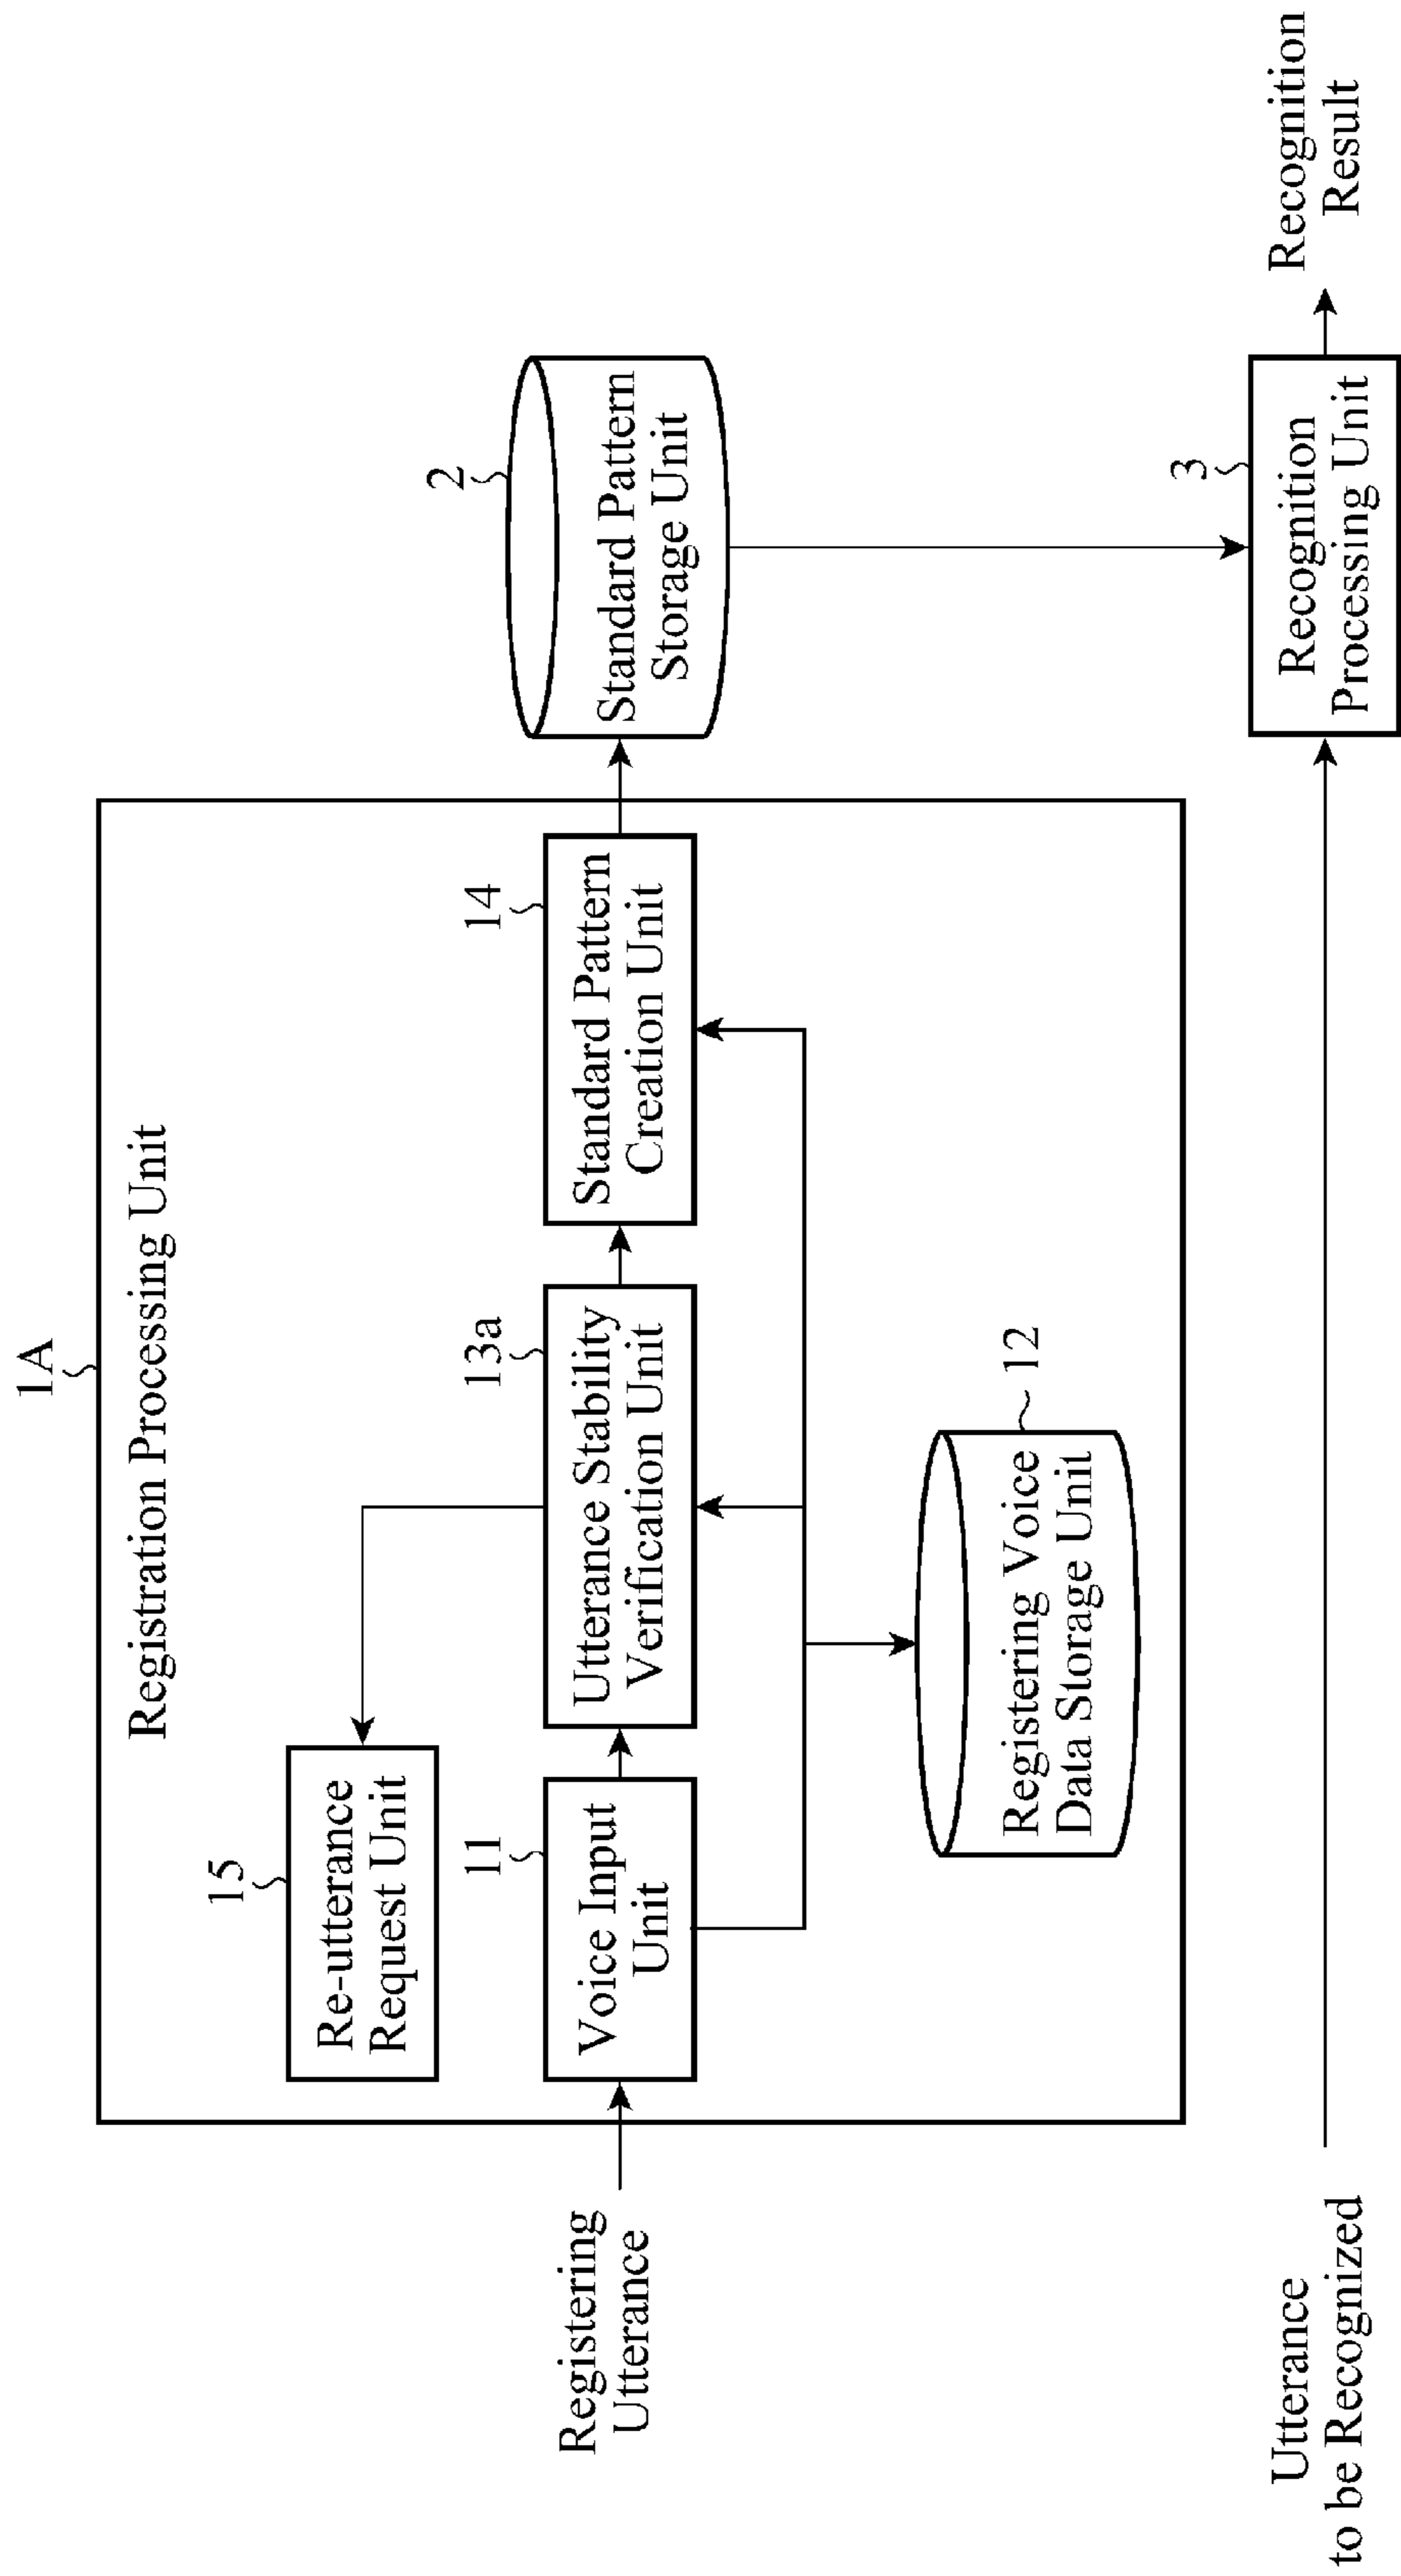 1A
Registration Processing Unit
15
Re-utterance
Request Unit
Registering
Utterance
11
Voice Input
Unit
13a
Utterance Stability
Verification Unit
14
Standard Pattern
Creation Unit
2
Standard Pattern
Storage Unit
12
Registering Voice
Data Storage Unit
Utterance
to be Recognized
3
Recognition
Processing Unit
Recognition
Result